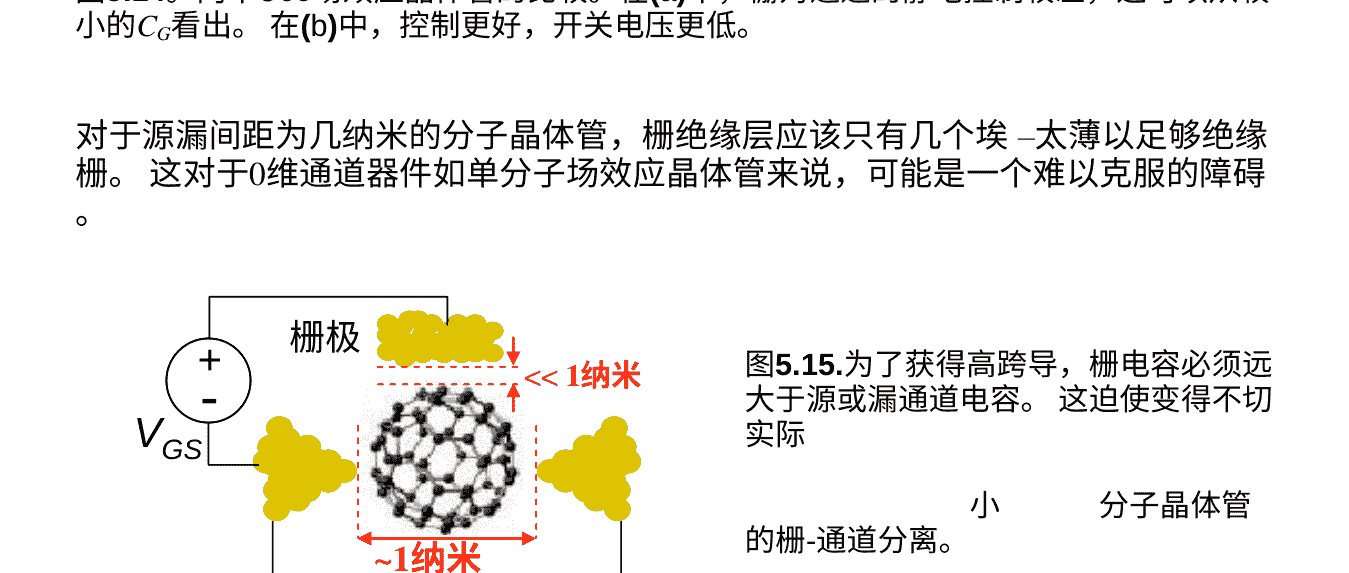 小的C_G看出。 在(b)中，控制更好，开关电压更低。
对于源漏间距为几纳米的分子晶体管，栅绝缘层应该只有几个埃 –太薄以足够绝缘
栅。 这对于0维通道器件如单分子场效应晶体管来说，可能是一个难以克服的障碍
。
栅极
+
-
V_GS
<< 1纳米
~1纳米
图5.15.为了获得高跨导，栅电容必须远
大于源或漏通道电容。 这迫使变得不切
实际
小 分子晶体管
的栅-通道分离。